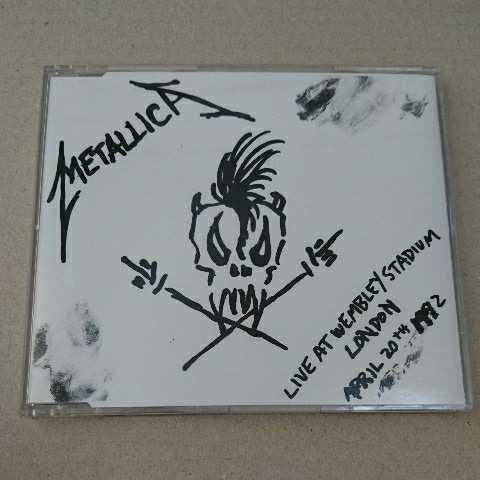 METALLICA
LIVE AT WEMBLEY STADIUM
LONDON
APRIL 20TH 1992